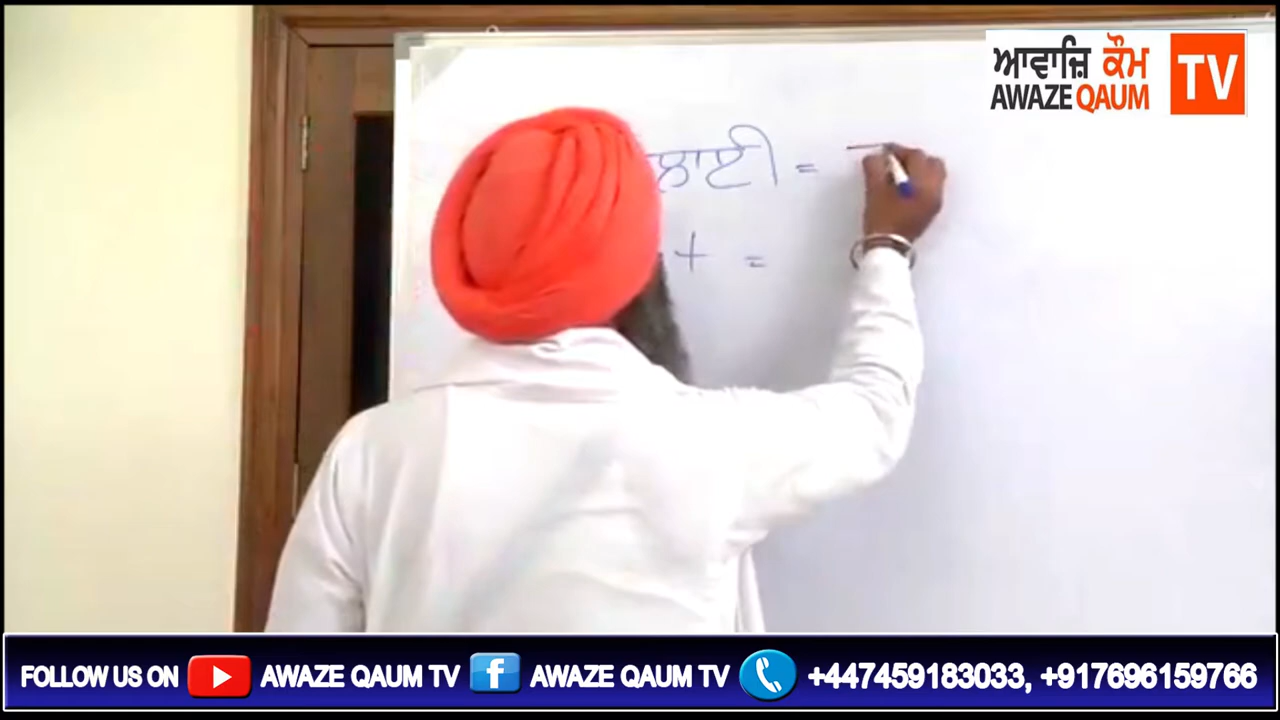 ਆਵਾਜ਼ਿ ਕੌਮ TV
AWAZE QAUM
ਲਾਈ =
+ =
FOLLOW US ON AWAZE QAUM TV f AWAZE QAUM TV +447459183033, +917696159766